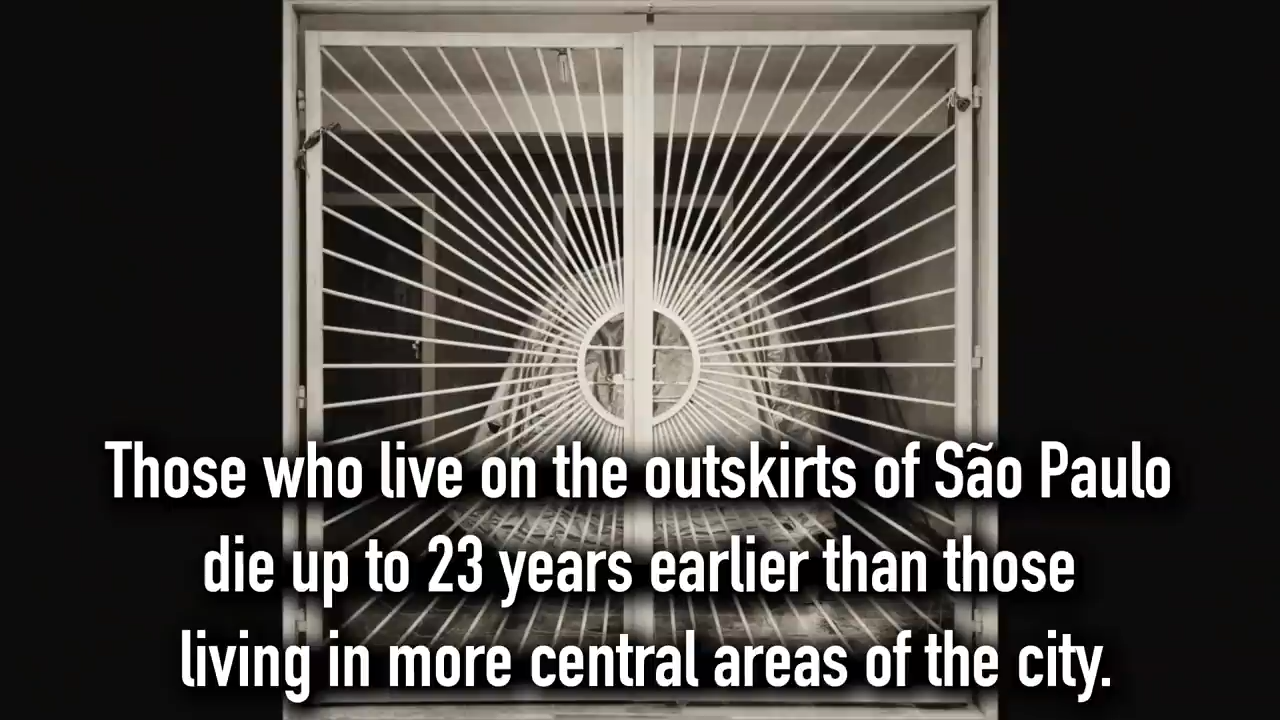 Those who live on the outskirts of São Paulo
die up to 23 years earlier than those
living in more central areas of the city.